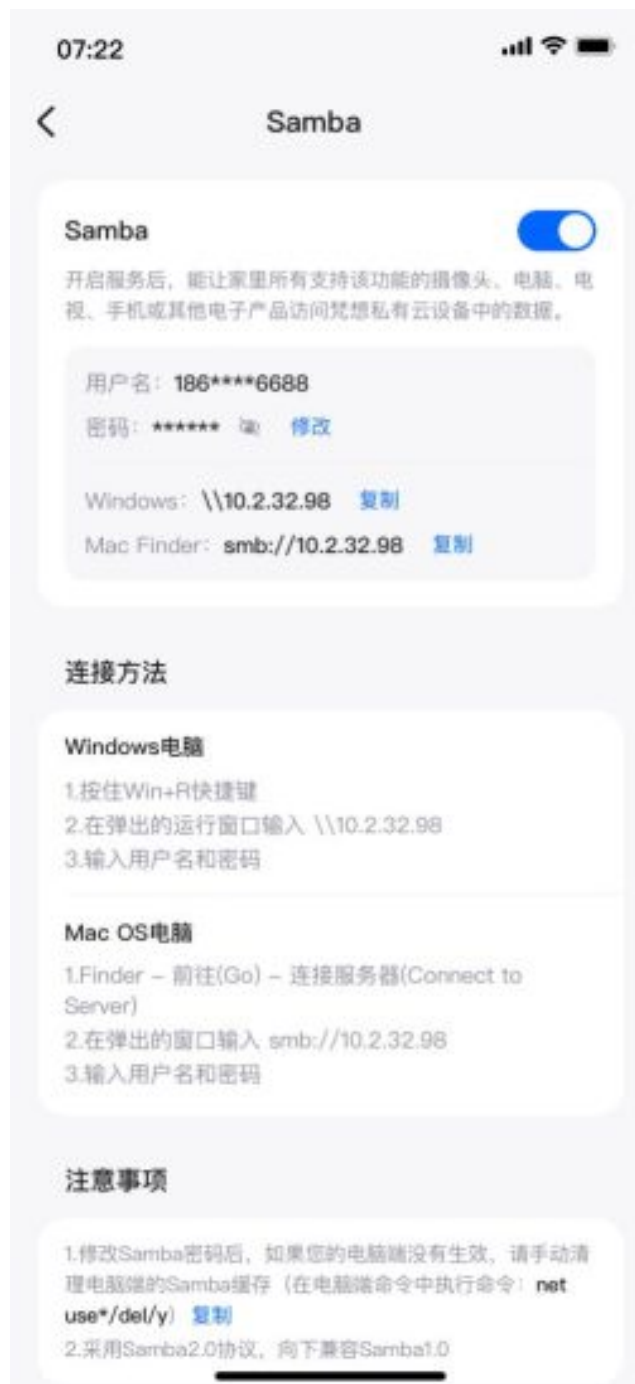 07:22
Samba
Samba
开启服务后，能让家里所有支持该功能的摄像头、电脑、电
视、手机或其他电子产品访问梵想私有云设备中的数据。
用户名：186****6688
密码：****** 修改
Windows：\\10.2.32.98 复制
Mac Finder：smb://10.2.32.98 复制
连接方法
Windows电脑
1.按住Win+R快捷键
2.在弹出的运行窗口输入 \\10.2.32.98
3.输入用户名和密码
Mac OS电脑
1.Finder – 前往(Go) – 连接服务器(Connect to
Server)
2.在弹出的窗口输入 smb://10.2.32.98
3.输入用户名和密码
注意事项
1.修改Samba密码后，如果您的电脑端没有生效，请手动清
理电脑端的Samba缓存（在电脑端命令中执行命令：net
use*/del/y）复制
2.采用Samba2.0协议，向下兼容Samba1.0